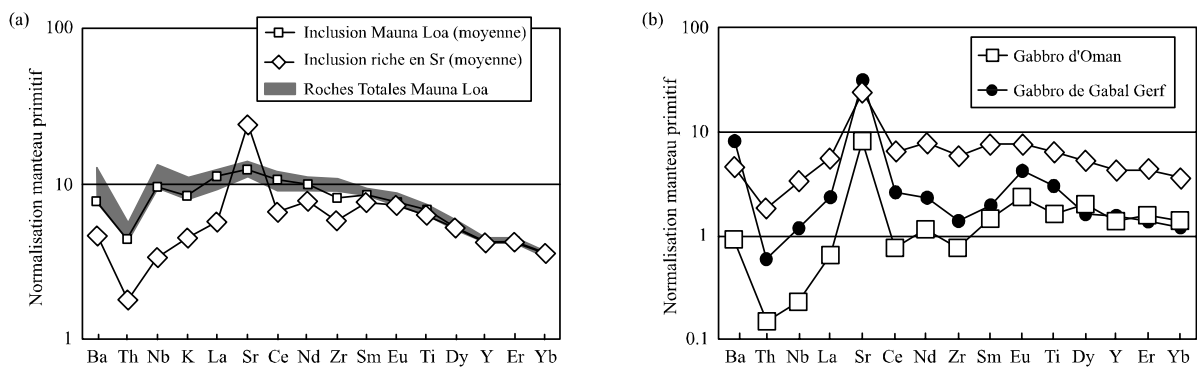 (a)
Normalisation manteau primitif
100
10
1
Inclusion Mauna Loa (moyenne)
Inclusion riche en Sr (moyenne)
Roches Totales Mauna Loa
Ba Th Nb K La Sr Ce Nd Zr Sm Eu Ti Dy Y Er Yb
(b)
Normalisation manteau primitif
100
10
1
0.1
Gabbro d'Oman
Gabbro de Gabal Gerf
Ba Th Nb La Sr Ce Nd Zr Sm Eu Ti Dy Y Er Yb